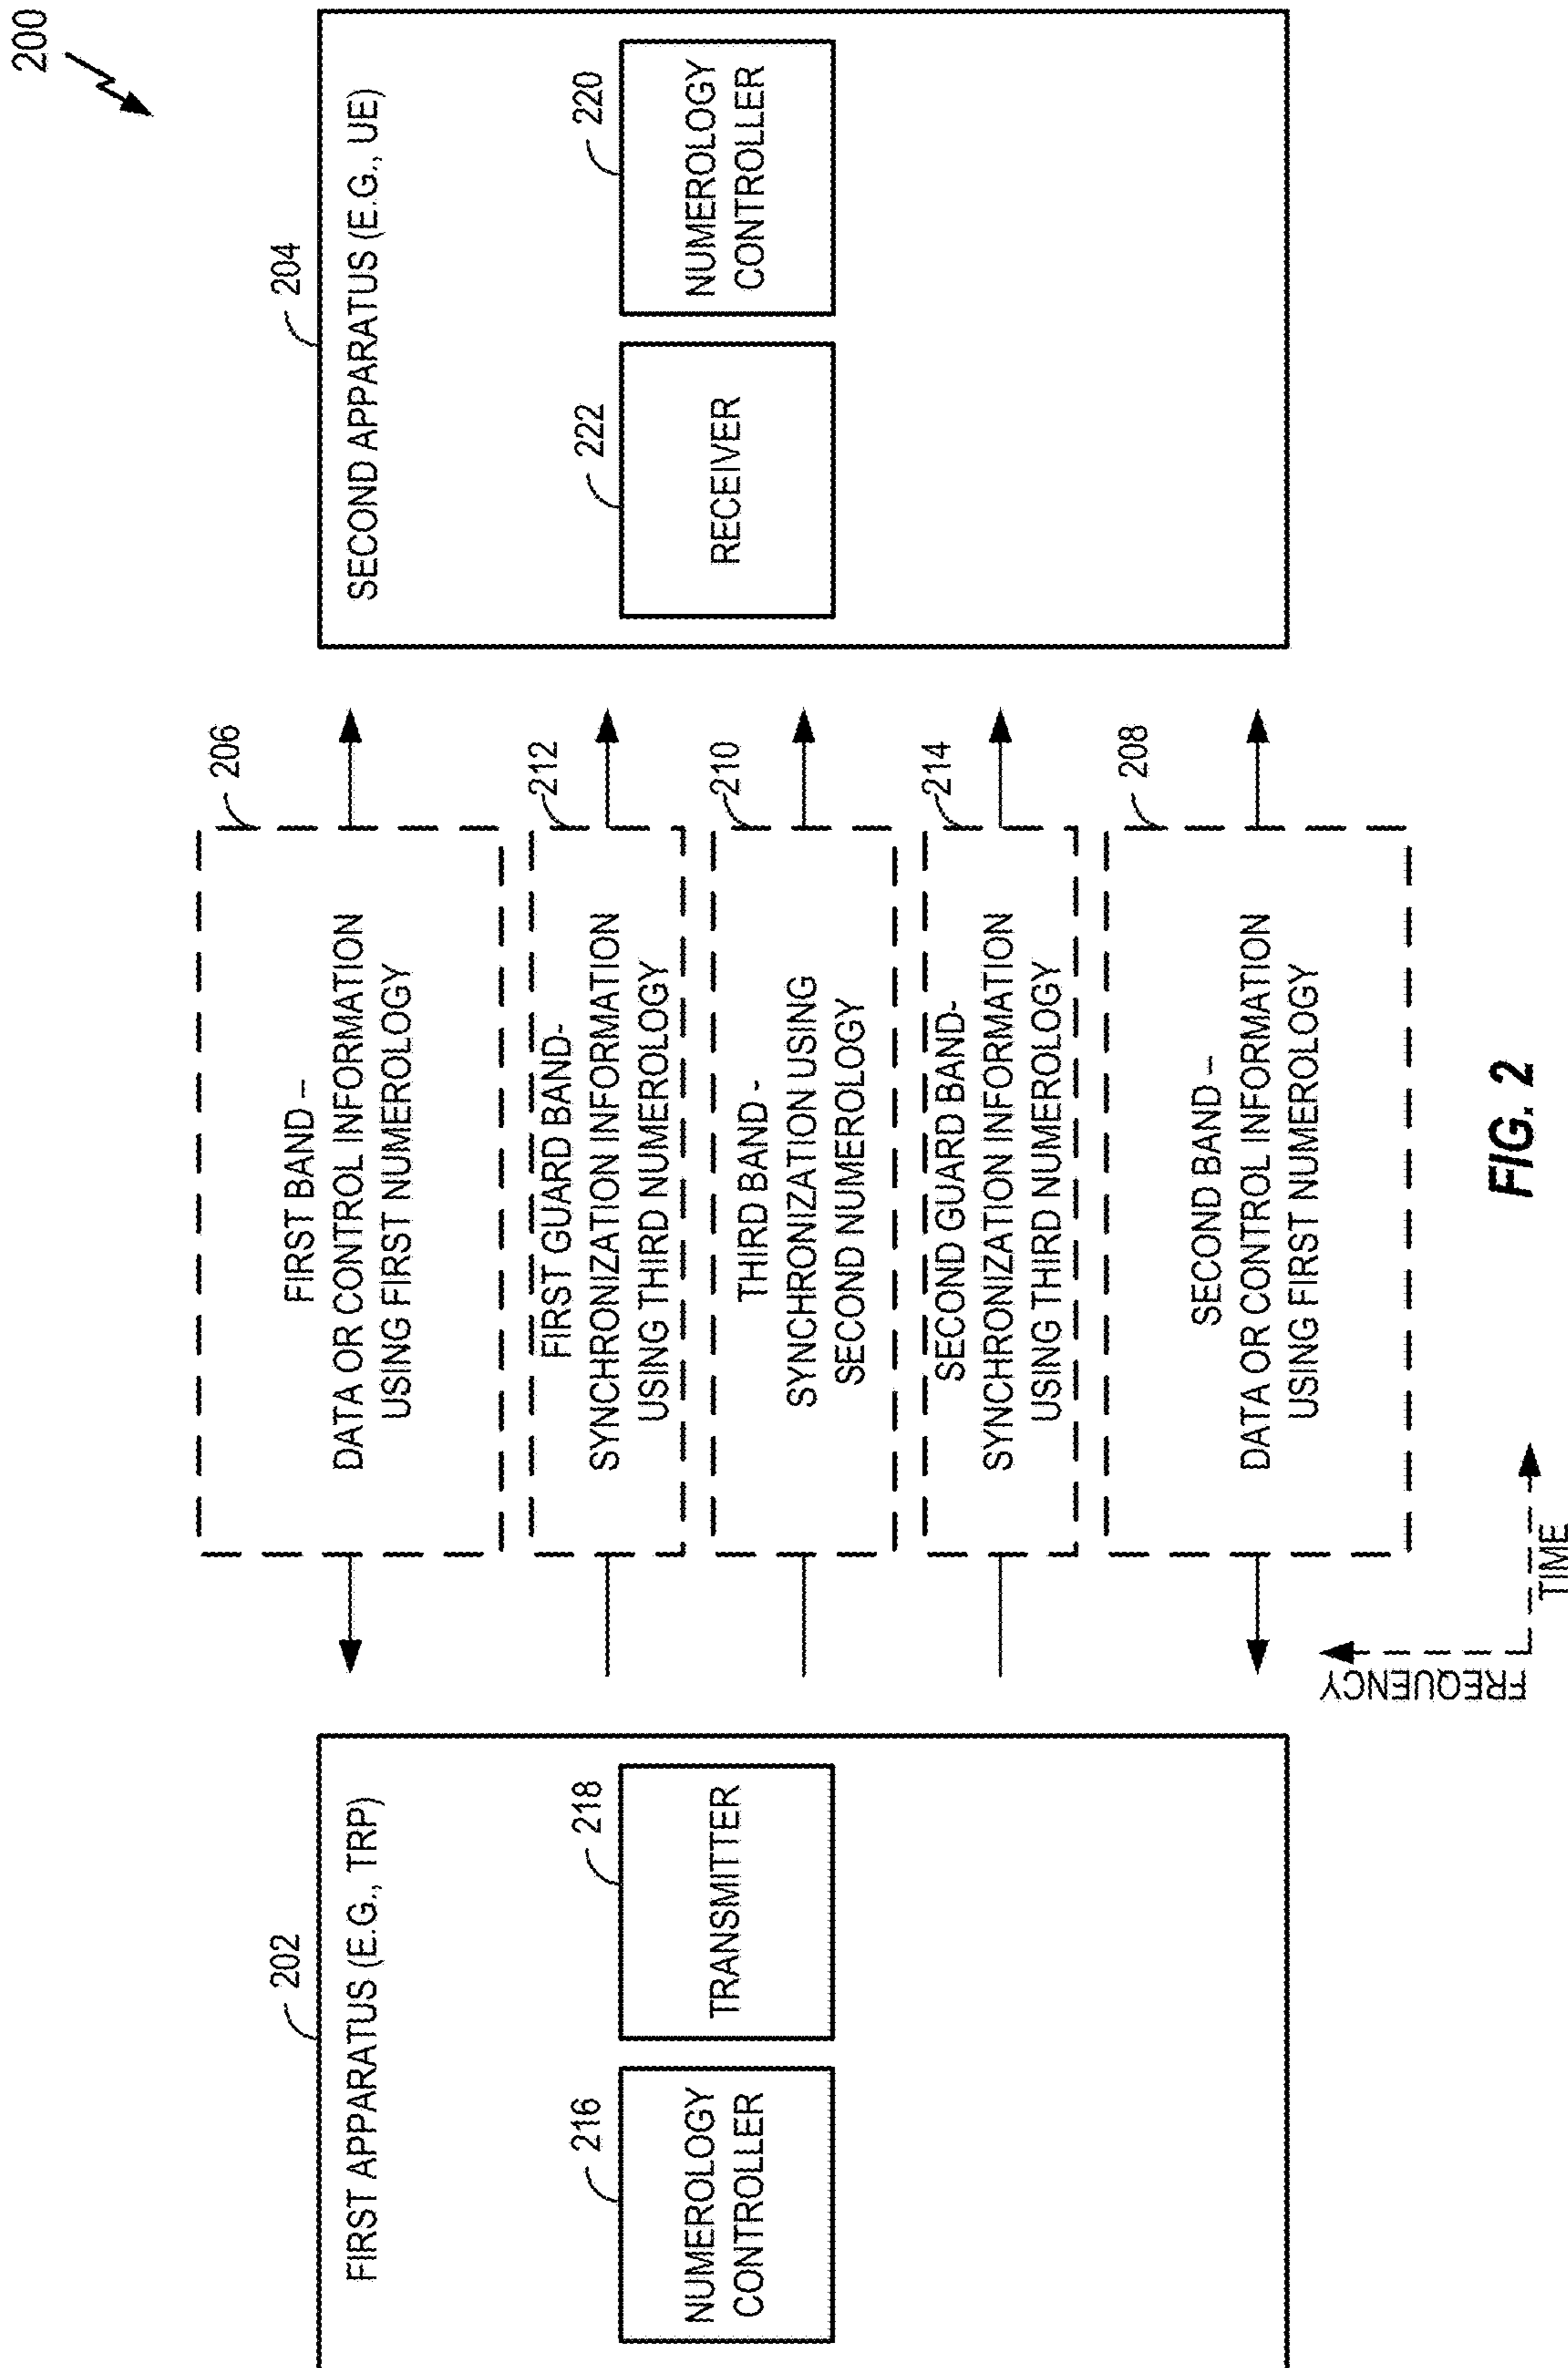 200
202
FIRST APPARATUS (E.G., TRP)
216
NUMEROLOGY
CONTROLLER
218
TRANSMITTER
206
FIRST BAND –
DATA OR CONTROL INFORMATION
USING FIRST NUMEROLOGY
212
FIRST GUARD BAND-
SYNCHRONIZATION INFORMATION
USING THIRD NUMEROLOGY
210
THIRD BAND -
SYNCHRONIZATION USING
SECOND NUMEROLOGY
214
SECOND GUARD BAND-
SYNCHRONIZATION INFORMATION
USING THIRD NUMEROLOGY
208
SECOND BAND –
DATA OR CONTROL INFORMATION
USING FIRST NUMEROLOGY
204
SECOND APPARATUS (E.G., UE)
222
RECEIVER
220
NUMEROLOGY
CONTROLLER
FREQUENCY
TIME
FIG. 2